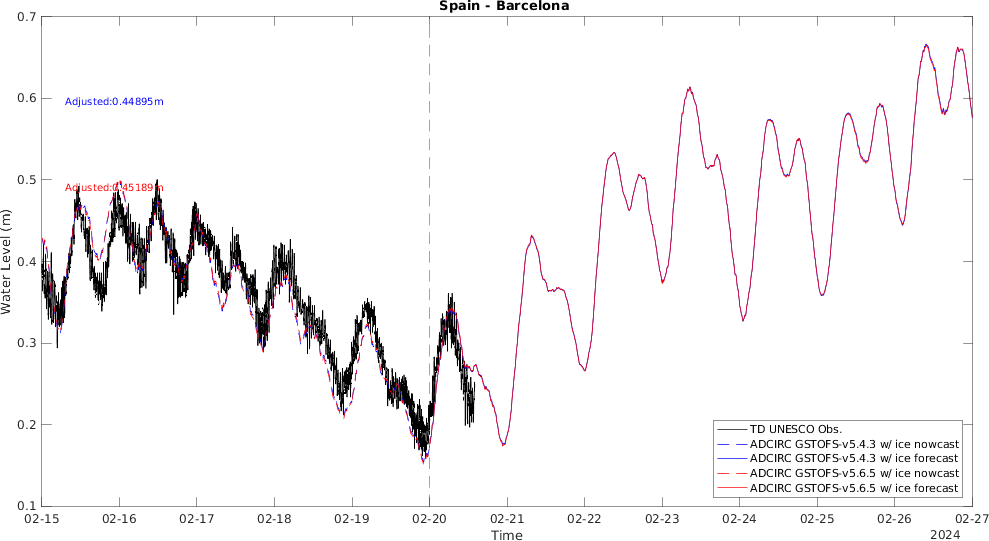 Spain - Barcelona
0.7
0.6
0.5
0.4
0.3
0.2
0.1
Water Level (m)
Adjusted:0.44895m
Adjusted:0.45189m
TD UNESCO Obs.
ADCIRC GSTOFS-v5.4.3 w/ ice nowcast
ADCIRC GSTOFS-v5.4.3 w/ ice forecast
ADCIRC GSTOFS-v5.6.5 w/ ice nowcast
ADCIRC GSTOFS-v5.6.5 w/ ice forecast
02-15 02-16 02-17 02-18 02-19 02-20 02-21 02-22 02-23 02-24 02-25 02-26 02-27
Time
2024